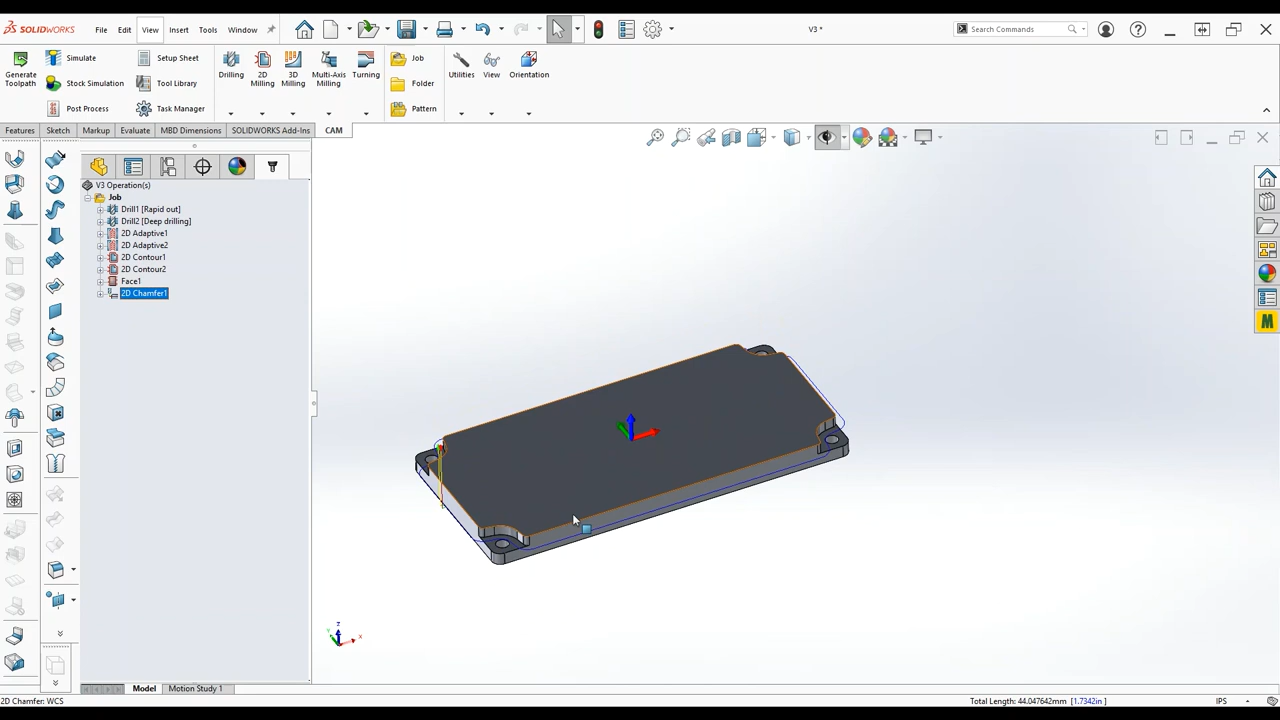 SOLIDWORKS File Edit View Insert Tools Window V3 * Search Commands
Generate Toolpath
Simulate
Stock Simulation
Post Process
Setup Sheet
Tool Library
Task Manager
Drilling
2D Milling
3D Milling
Multi-Axis Milling
Turning
Job
Folder
Pattern
Utilities
View
Orientation
Features Sketch Markup Evaluate MBD Dimensions SOLIDWORKS Add-Ins CAM
V3 Operation(s)
Job
Drill1 [Rapid out]
Drill2 [Deep drilling]
2D Adaptive1
2D Adaptive2
2D Contour1
2D Contour2
Face1
2D Chamfer1
M
Z
X
Model Motion Study 1
2D Chamfer: WCS Total Length: 44.047642mm [1.7342in] IPS